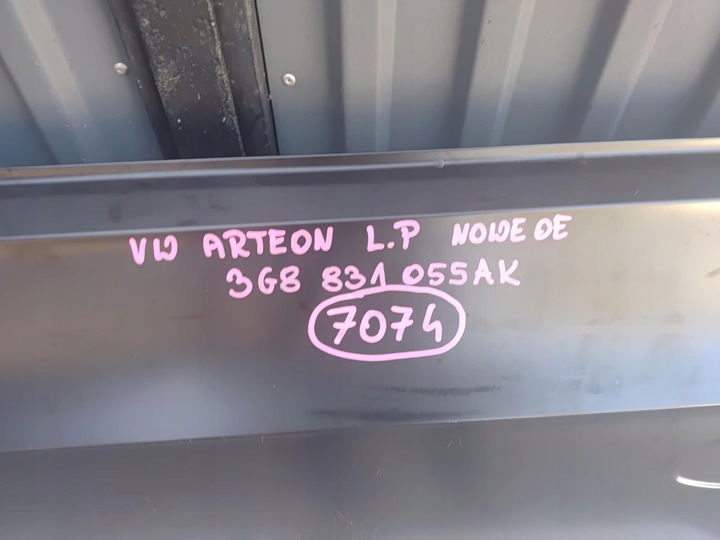 VW ARTEON L.P NOWE OE
3G8 831 055AK
7074